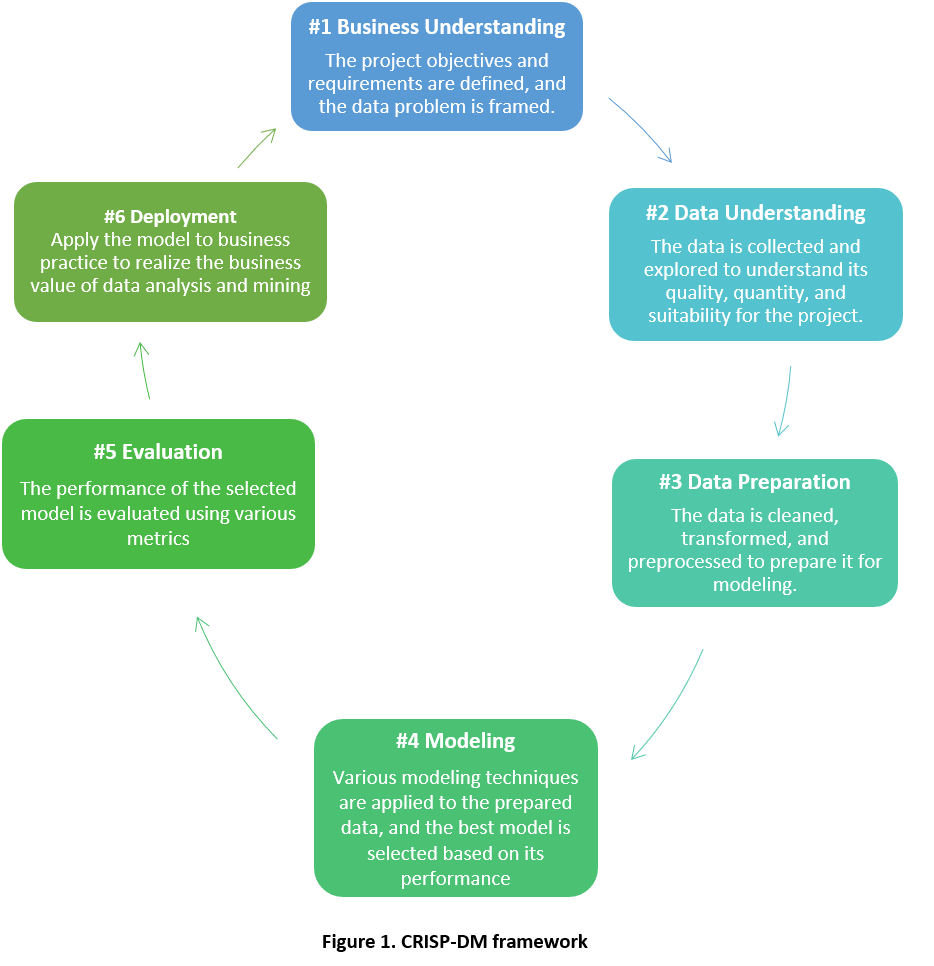 #1 Business Understanding
The project objectives and
requirements are defined, and
the data problem is framed.
#2 Data Understanding
The data is collected and
explored to understand its
quality, quantity, and
suitability for the project.
#3 Data Preparation
The data is cleaned,
transformed, and
preprocessed to prepare it for
modeling.
#4 Modeling
Various modeling techniques
are applied to the prepared
data, and the best model is
selected based on its
performance
#5 Evaluation
The performance of the selected
model is evaluated using various
metrics
#6 Deployment
Apply the model to business
practice to realize the business
value of data analysis and mining
Figure 1. CRISP-DM framework